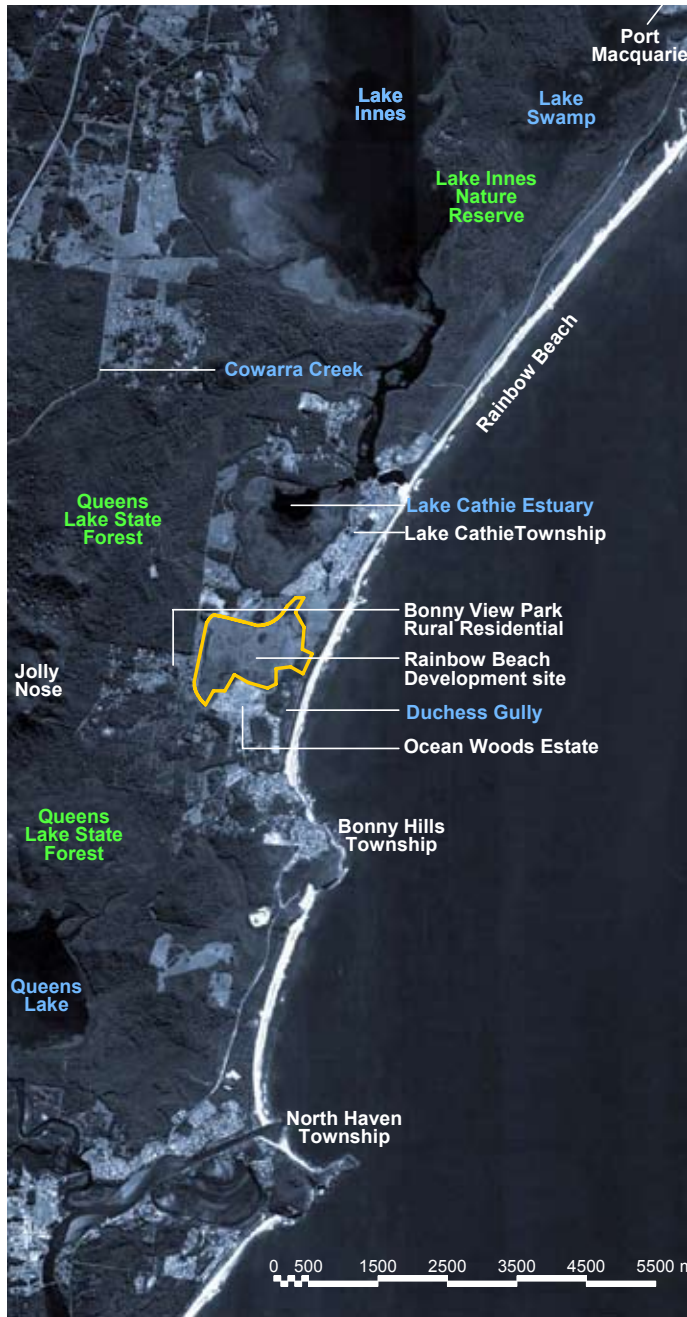 Port
Macquarie
Lake
Innes
Lake
Swamp
Lake Innes
Nature
Reserve
Rainbow Beach
Cowarra Creek
Queens
Lake State
Forest
Lake Cathie Estuary
Lake CathieTownship
Bonny View Park
Rural Residential
Jolly
Nose
Rainbow Beach
Development site
Duchess Gully
Ocean Woods Estate
Queens
Lake State
Forest
Bonny Hills
Township
Queens
Lake
North Haven
Township
0 500 1500 2500 3500 4500 5500 m